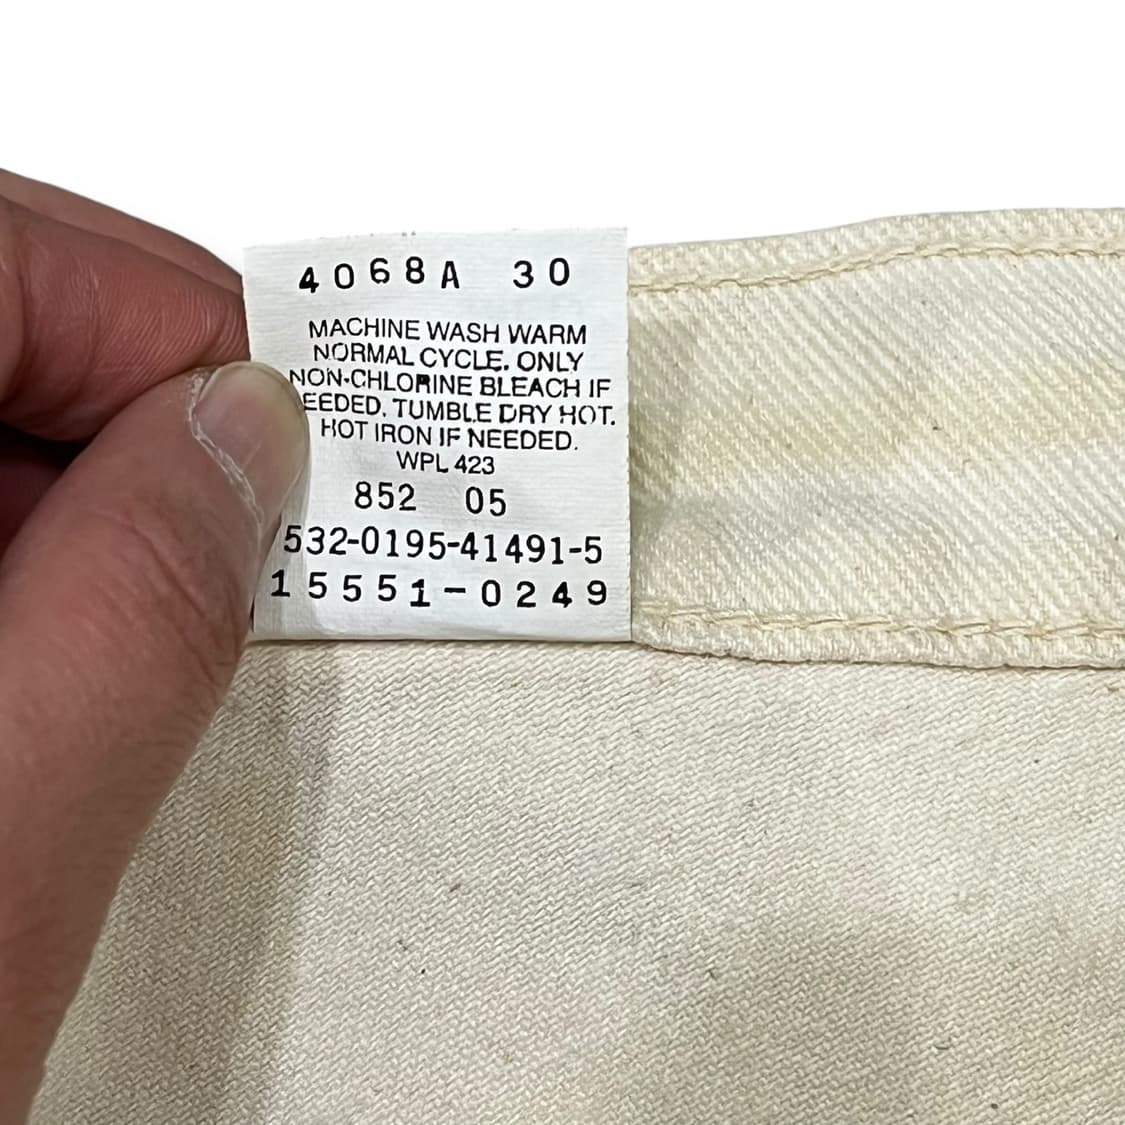 4068A 30
MACHINE WASH WARM
NORMAL CYCLE. ONLY
NON-CHLORINE BLEACH IF
EEDED. TUMBLE DRY HOT.
HOT IRON IF NEEDED.
WPL 423
852 05
532-0195-41491-5
15551-0249